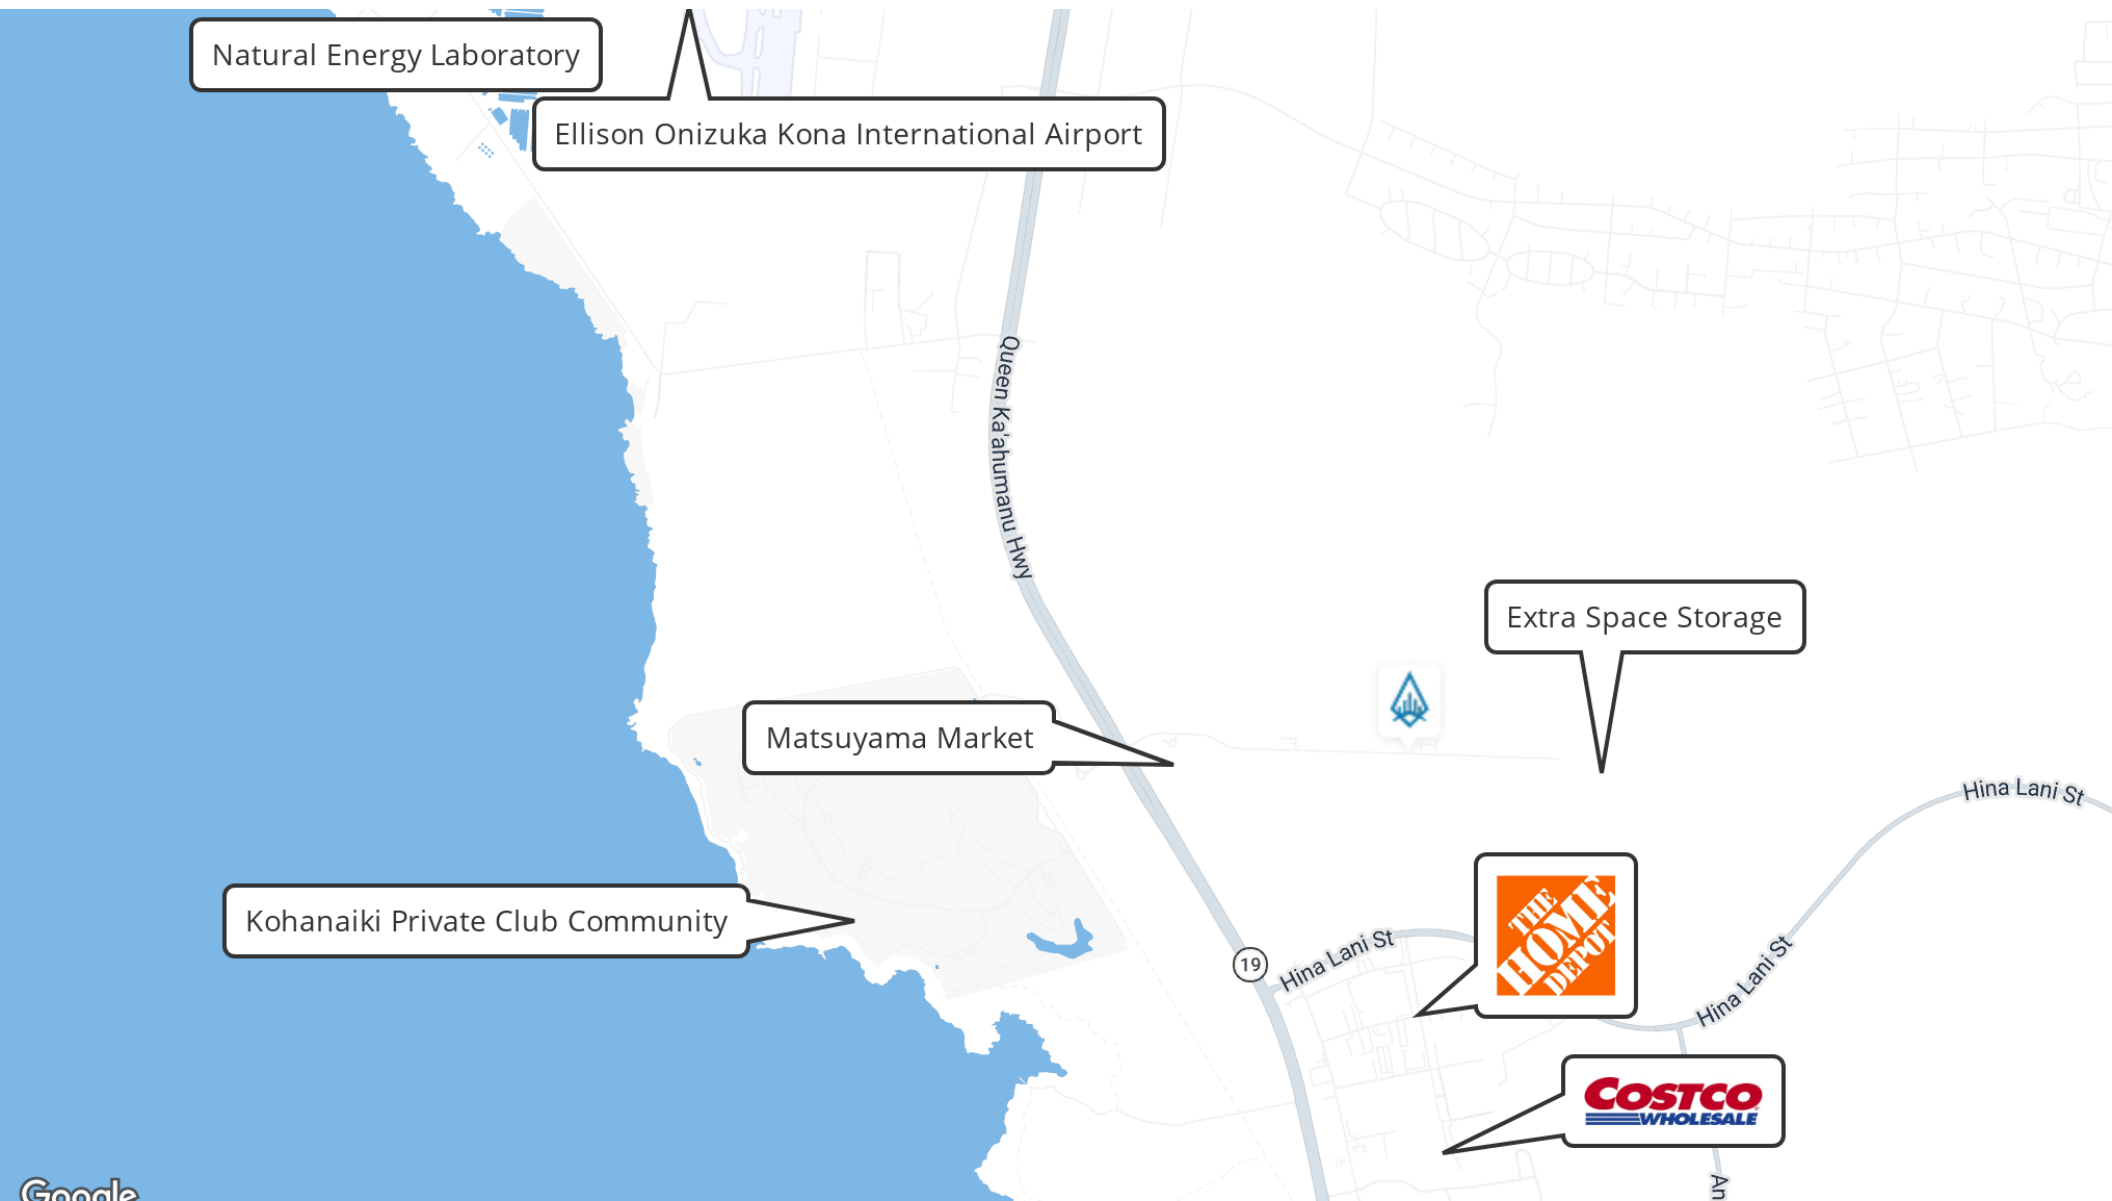 Natural Energy Laboratory
Ellison Onizuka Kona International Airport
Queen Ka'ahumanu Hwy
Extra Space Storage
Matsuyama Market
Hina Lani St
THE
HOME
DEPOT
Kohanaiki Private Club Community
Hina Lani St
19
Hina Lani St
COSTCO
WHOLESALE
An
Google